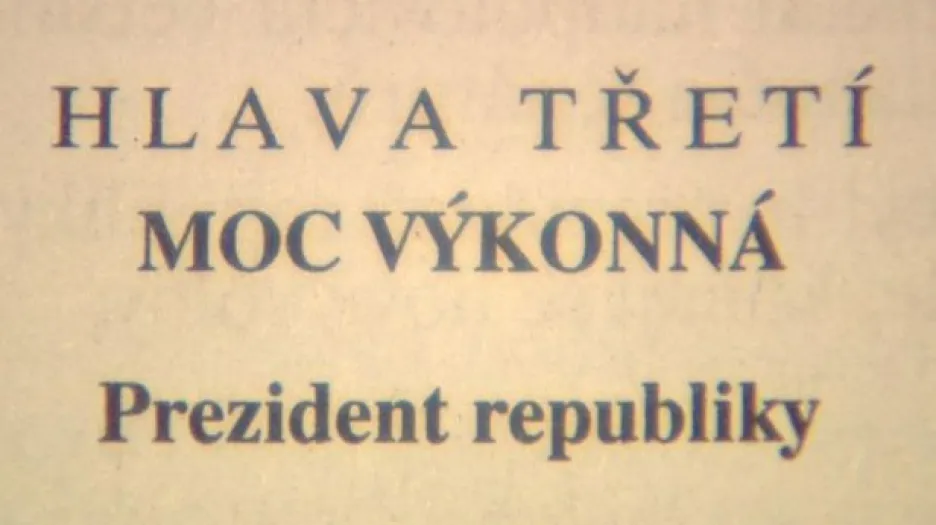 HLAVA TŘETÍ
MOC VÝKONNÁ
Prezident republiky